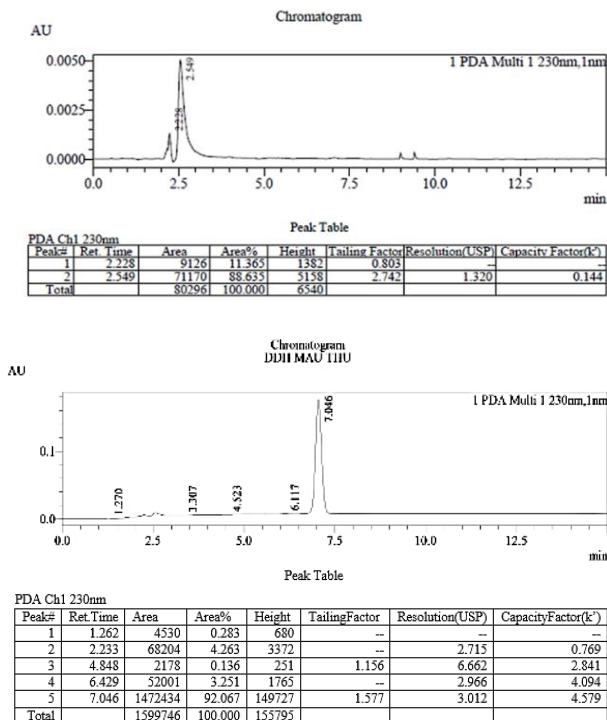 Chromatogram
AU
1 PDA Multi 1 230nm,1nm
0.0050
2.549
2.228
0.0025
0.0000
0.0 2.5 5.0 7.5 10.0 12.5
min
Peak Table
PDA Ch1 230nm
Peak# Ret. Time Area Area% Height Tailing Factor Resolution(USP) Capacity Factor(k')
1 2.228 9126 11.365 1382 0.803 -- --
2 2.549 71170 88.635 5158 2.742 1.320 0.144
Total 80296 100.000 6540
Chromatogram
DDH MAU THU
AU
1 PDA Multi 1 230nm,1nm
7.046
0.1
1.270 3.307 4.523 6.117
0.0
0.0 2.5 5.0 7.5 10.0 12.5
min
Peak Table
PDA Ch1 230nm
Peak# Ret.Time Area Area% Height TailingFactor Resolution(USP) CapacityFactor(k')
1 1.262 4530 0.283 680 -- -- --
2 2.233 68204 4.263 3372 -- 2.715 0.769
3 4.848 2178 0.136 251 1.156 6.662 2.841
4 6.429 52001 3.251 1765 -- 2.966 4.094
5 7.046 1472434 92.067 149727 1.577 3.012 4.579
Total 1599746 100.000 155795